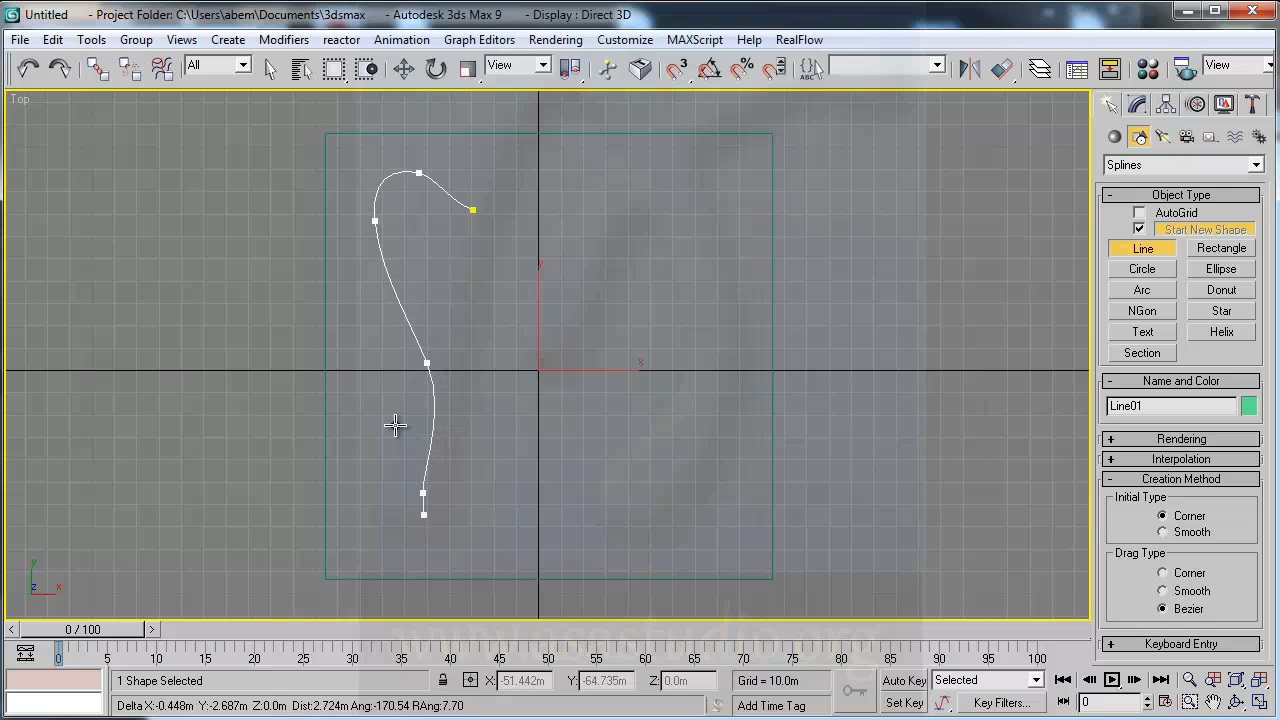 Untitled - Project Folder: C:\Users\abem\Documents\3dsmax - Autodesk 3ds Max 9 - Display : Direct 3D
File Edit Tools Group Views Create Modifiers reactor Animation Graph Editors Rendering Customize MAXScript Help RealFlow
All View 3 ABC View
Top
Splines
- Object Type
AutoGrid
Start New Shape
Line Rectangle
Circle Ellipse
Arc Donut
NGon Star
Text Helix
Section
- Name and Color
Line01
+ Rendering
+ Interpolation
- Creation Method
Initial Type
Corner
Smooth
Drag Type
Corner
Smooth
Bezier
+ Keyboard Entry
y
x
y
z x
< 0 / 100 >
0 5 10 15 20 25 30 35 40 45 50 55 60 65 70 75 80 85 90 95 100
1 Shape Selected X: -51.442m Y: -64.735m Z: 0.0m Grid = 10.0m Auto Key Selected
Delta X:-0.448m Y:-2.687m Z:0.0m Dist:2.724m Ang:-170.54m Ang:7.70 Add Time Tag Set Key Key Filters... 0